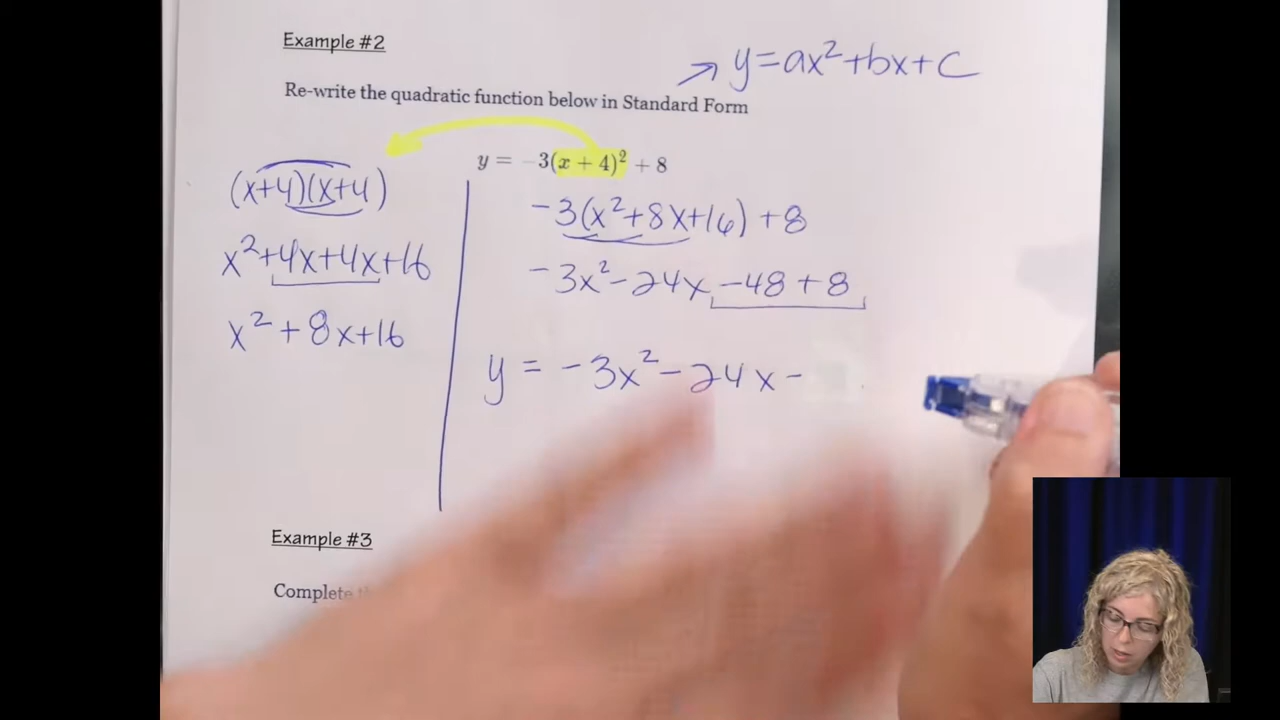 Example #2
y=ax²+bx+c
Re-write the quadratic function below in Standard Form
y = -3(x + 4)² + 8
(x+4)(x+4)
-3(x²+8x+16) +8
x²+4x+4x+16
-3x²-24x -48 +8
x² + 8x+16
y = -3x²-24x-
Example #3
Complete